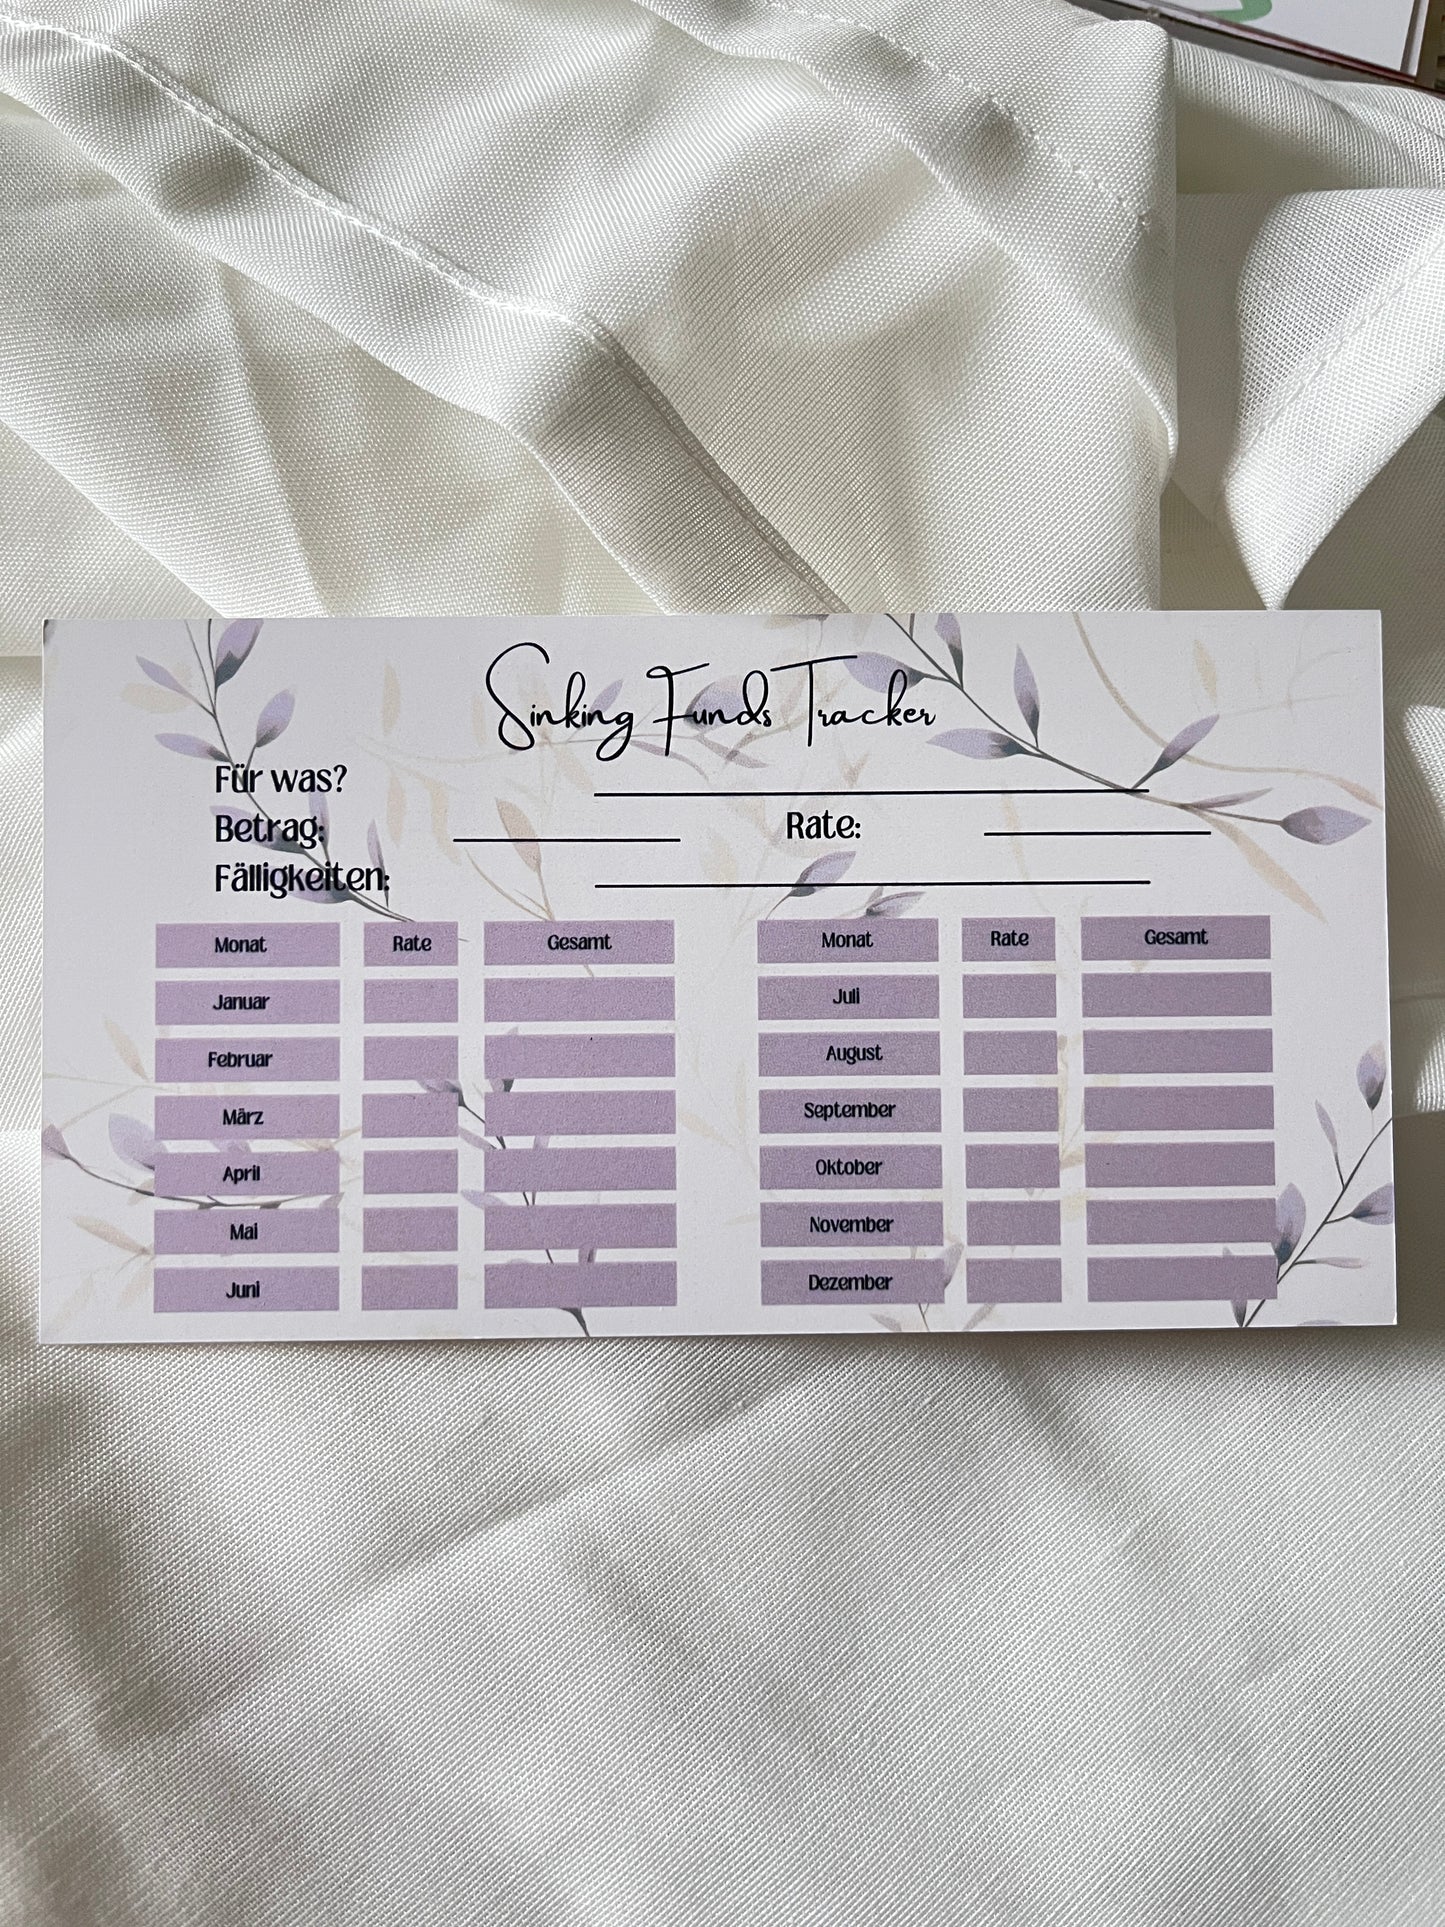 Sinking Funds Tracker
Für was?
Betrag: Rate:
Fälligkeiten:
Monat Rate Gesamt Monat Rate Gesamt
Januar Juli
Februar August
März September
April Oktober
Mai November
Juni Dezember